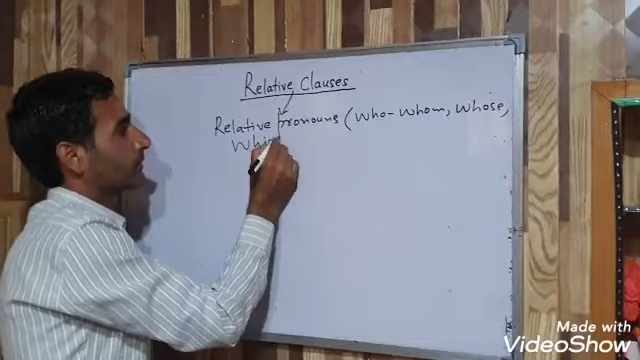 Relative Clauses
Relative pronouns (Who- Whom, Whose,
Made with
VideoShow